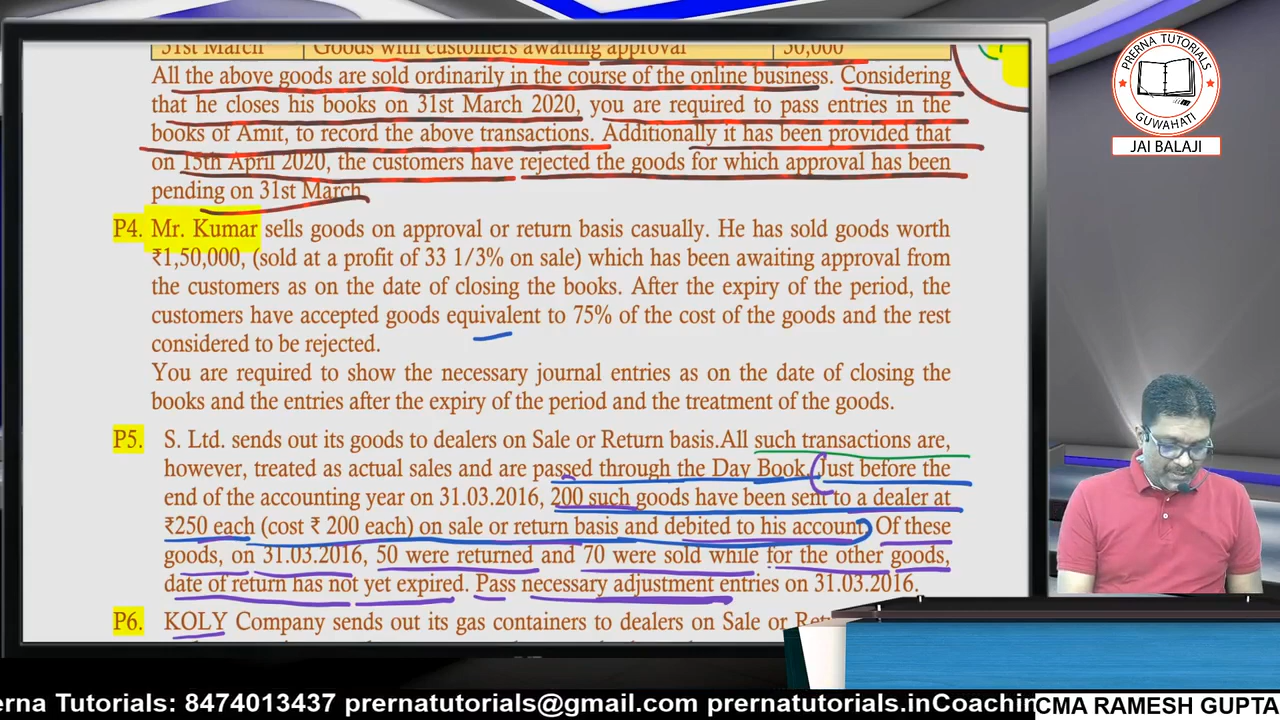 31st March Goods with customers awaiting approval 30,000
All the above goods are sold ordinarily in the course of the online business. Considering
that he closes his books on 31st March 2020, you are required to pass entries in the
books of Amit, to record the above transactions. Additionally it has been provided that
on 15th April 2020, the customers have rejected the goods for which approval has been
pending on 31st March.
P4. Mr. Kumar sells goods on approval or return basis casually. He has sold goods worth
₹1,50,000, (sold at a profit of 33 1/3% on sale) which has been awaiting approval from
the customers as on the date of closing the books. After the expiry of the period, the
customers have accepted goods equivalent to 75% of the cost of the goods and the rest
considered to be rejected.
You are required to show the necessary journal entries as on the date of closing the
books and the entries after the expiry of the period and the treatment of the goods.
P5. S. Ltd. sends out its goods to dealers on Sale or Return basis.All such transactions are,
however, treated as actual sales and are passed through the Day Book. Just before the
end of the accounting year on 31.03.2016, 200 such goods have been sent to a dealer at
₹250 each (cost ₹ 200 each) on sale or return basis and debited to his account. Of these
goods, on 31.03.2016, 50 were returned and 70 were sold while for the other goods,
date of return has not yet expired. Pass necessary adjustment entries on 31.03.2016.
P6. KOLY Company sends out its gas containers to dealers on Sale or
PRERNA TUTORIALS
GUWAHATI
JAI BALAJI
erna Tutorials: 8474013437 prernatutorials@gmail.com prernatutorials.inCoachin
CMA RAMESH GUPTA